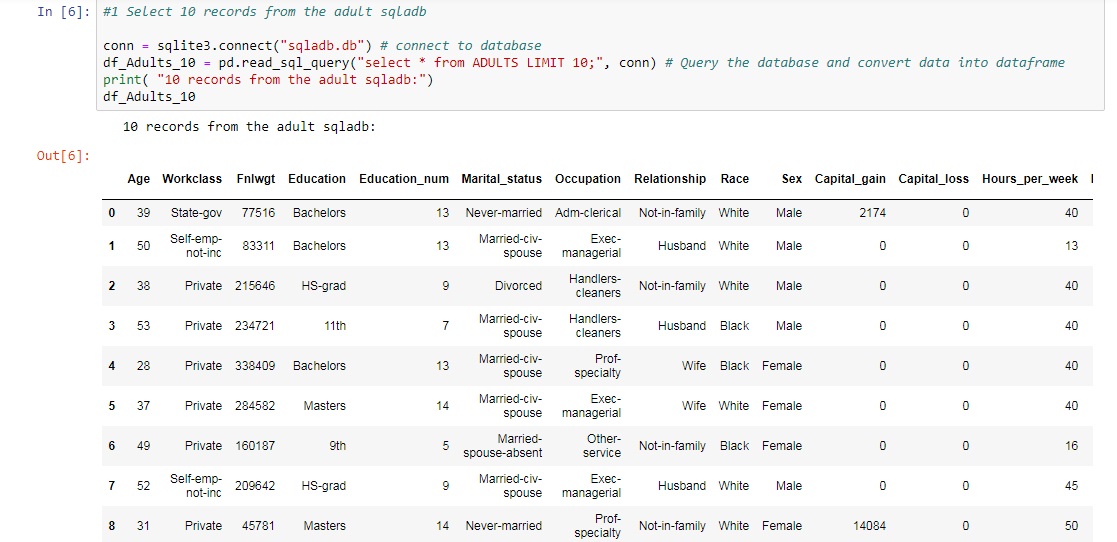 In [6]: #1 Select 10 records from the adult sqladb
conn = sqlite3.connect("sqladb.db") # connect to database
df_Adults_10 = pd.read_sql_query("select * from ADULTS LIMIT 10;", conn) # Query the database and convert data into dataframe
print( "10 records from the adult sqladb:")
df_Adults_10
10 records from the adult sqladb:
Out[6]:
Age Workclass Fnlwgt Education Education_num Marital_status Occupation Relationship Race Sex Capital_gain Capital_loss Hours_per_week
0 39 State-gov 77516 Bachelors 13 Never-married Adm-clerical Not-in-family White Male 2174 0 40
1 50 Self-emp-not-inc 83311 Bachelors 13 Married-civ-spouse Exec-managerial Husband White Male 0 0 13
2 38 Private 215646 HS-grad 9 Divorced Handlers-cleaners Not-in-family White Male 0 0 40
3 53 Private 234721 11th 7 Married-civ-spouse Handlers-cleaners Husband Black Male 0 0 40
4 28 Private 338409 Bachelors 13 Married-civ-spouse Prof-specialty Wife Black Female 0 0 40
5 37 Private 284582 Masters 14 Married-civ-spouse Exec-managerial Wife White Female 0 0 40
6 49 Private 160187 9th 5 Married-spouse-absent Other-service Not-in-family Black Female 0 0 16
7 52 Self-emp-not-inc 209642 HS-grad 9 Married-civ-spouse Exec-managerial Husband White Male 0 0 45
8 31 Private 45781 Masters 14 Never-married Prof-specialty Not-in-family White Female 14084 0 50